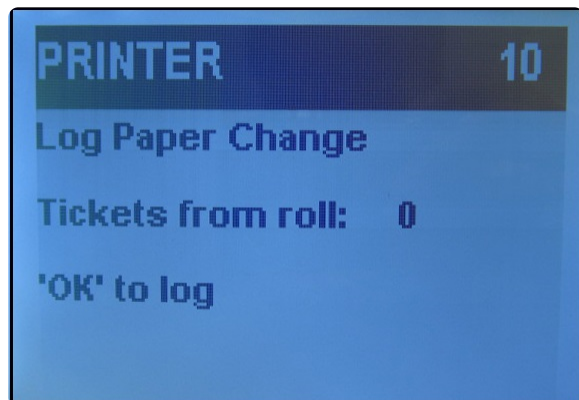 PRINTER 10
Log Paper Change
Tickets from roll: 0
'OK' to log